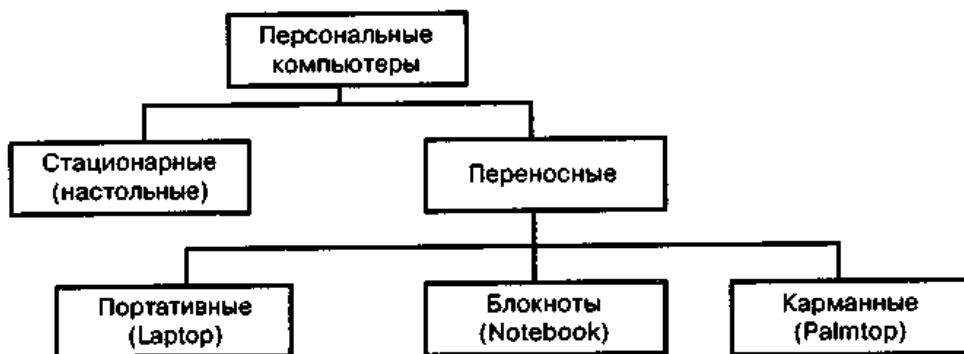 Персональные
компьютеры
Стационарные
(настольные)
Переносные
Портативные
(Laptop)
Блокноты
(Notebook)
Карманные
(Palmtop)